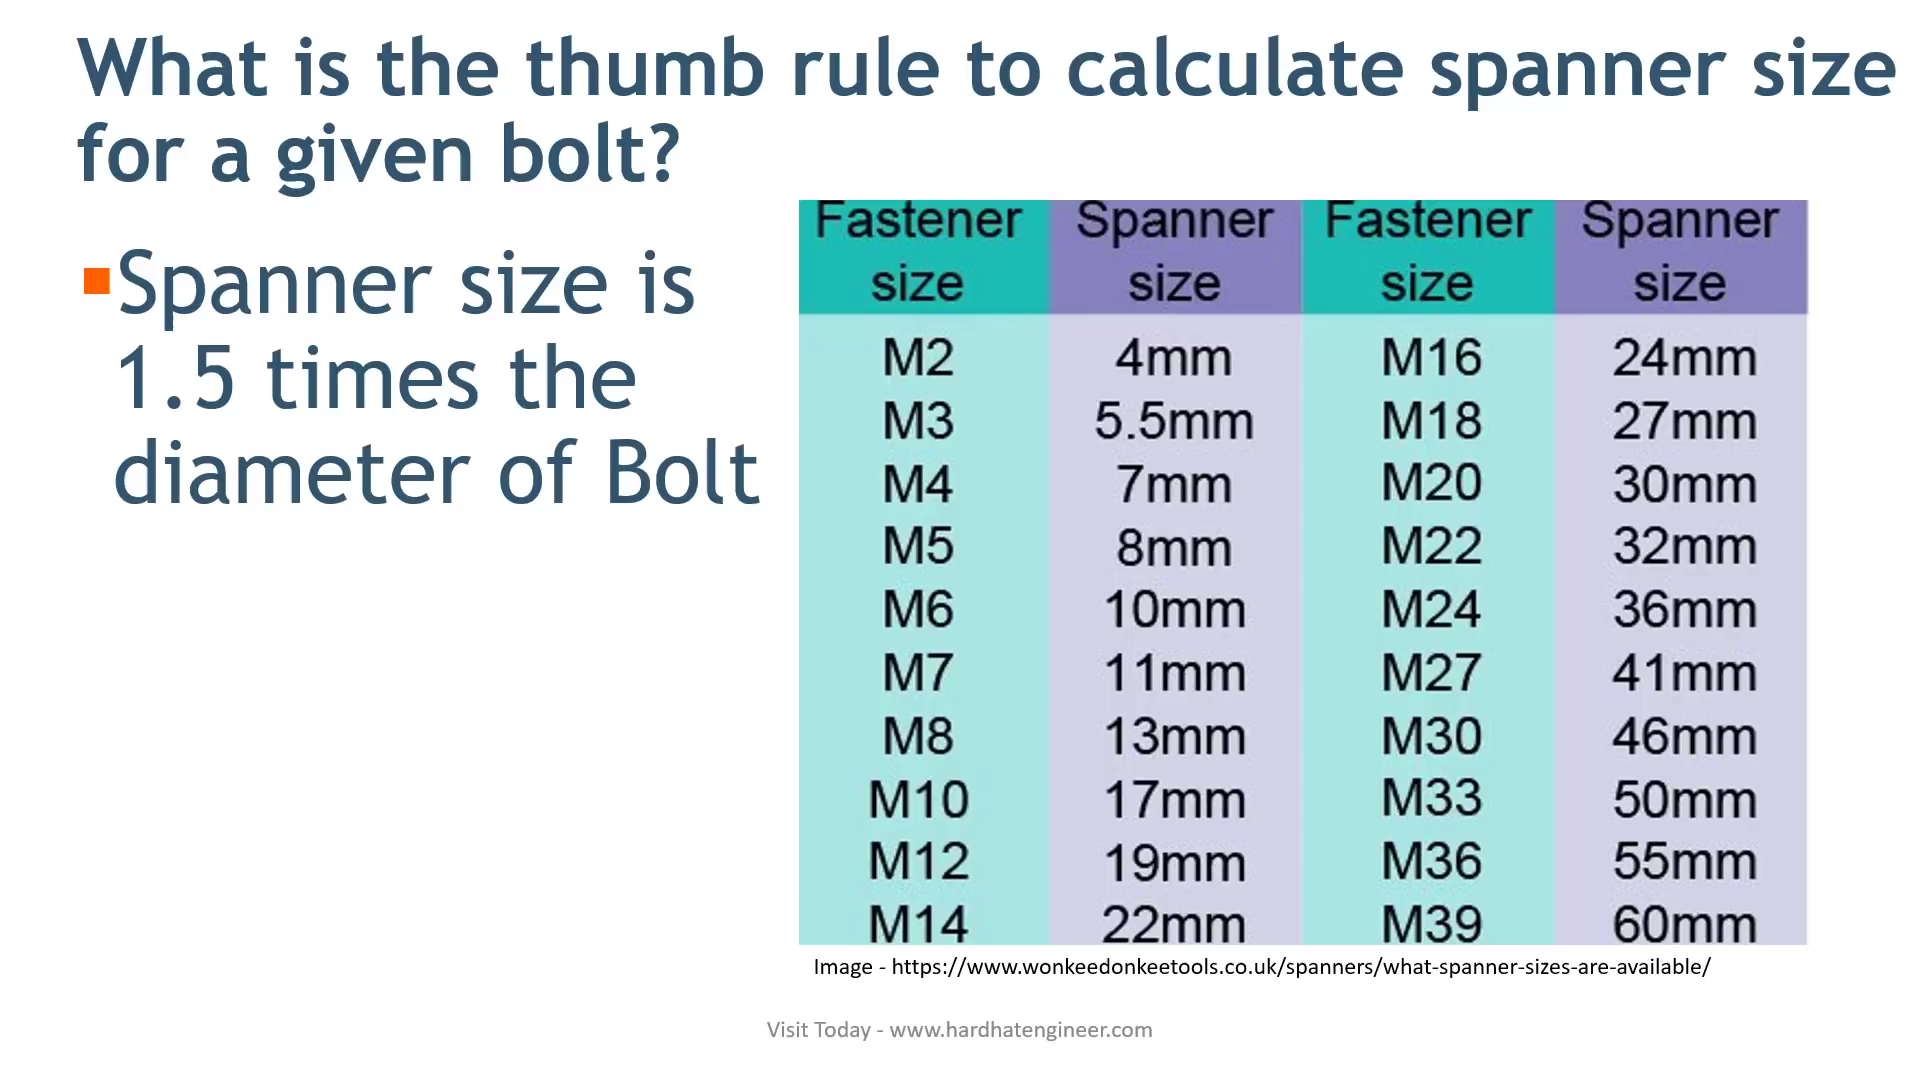 What is the thumb rule to calculate spanner size
for a given bolt?
Spanner size is
1.5 times the
diameter of Bolt
Fastener size Spanner size Fastener size Spanner size
M2 4mm M16 24mm
M3 5.5mm M18 27mm
M4 7mm M20 30mm
M5 8mm M22 32mm
M6 10mm M24 36mm
M7 11mm M27 41mm
M8 13mm M30 46mm
M10 17mm M33 50mm
M12 19mm M36 55mm
M14 22mm M39 60mm
Image - https://www.wonkeedonkeetools.co.uk/spanners/what-spanner-sizes-are-available/
Visit Today - www.hardhatengineer.com